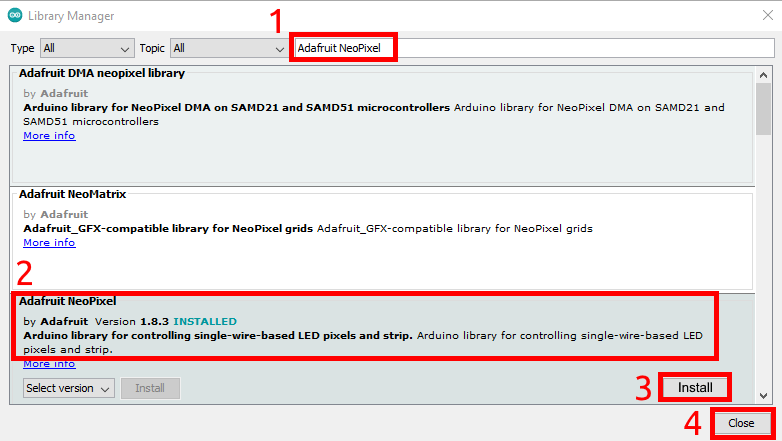 Library Manager
1
Type All Topic All Adafruit NeoPixel
Adafruit DMA neopixel library
by Adafruit
Arduino library for NeoPixel DMA on SAMD21 and SAMD51 microcontrollers Arduino library for NeoPixel DMA on SAMD21 and
SAMD51 microcontrollers
More info
Adafruit NeoMatrix
by Adafruit
Adafruit_GFX-compatible library for NeoPixel grids Adafruit_GFX-compatible library for NeoPixel grids
More info
2
Adafruit NeoPixel
by Adafruit Version 1.8.3 INSTALLED
Arduino library for controlling single-wire-based LED pixels and strip. Arduino library for controlling single-wire-based LED
pixels and strip.
More info
Select version Install 3 Install
4 Close